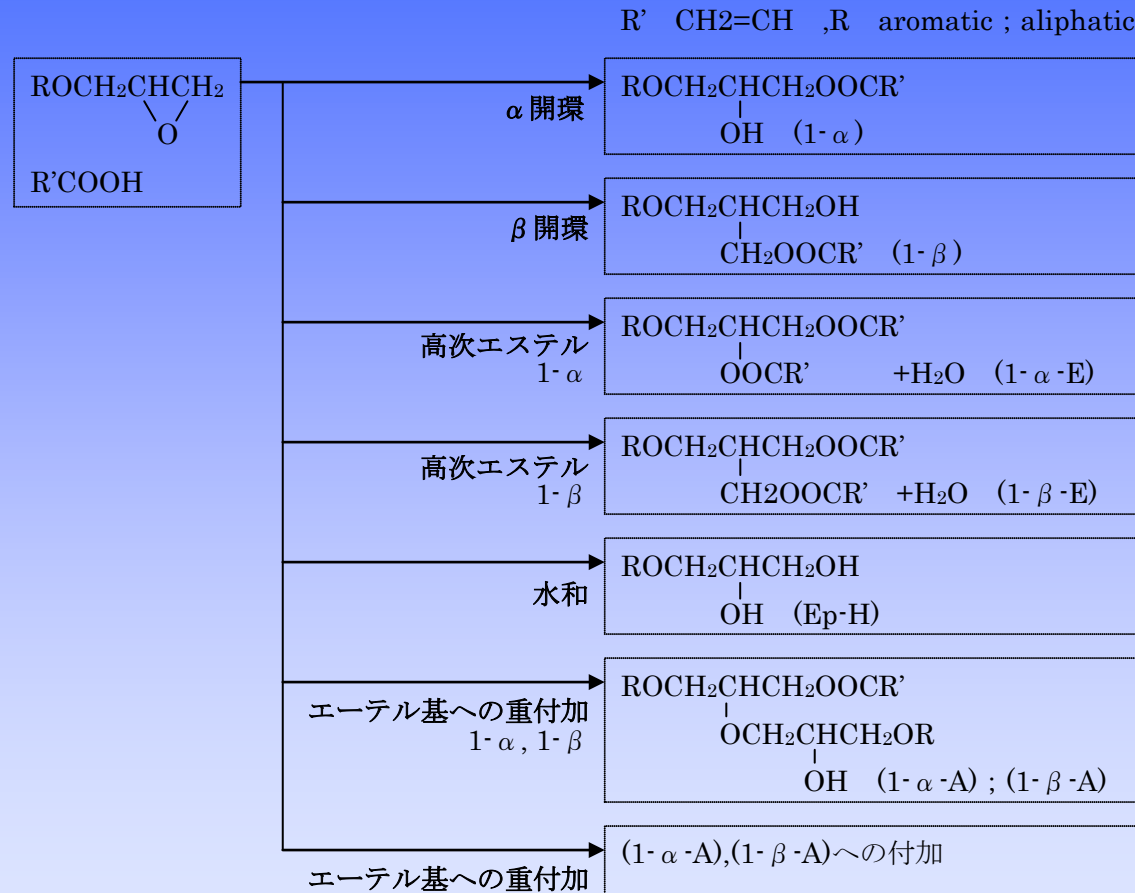 R’ CH2=CH ,R aromatic ; aliphatic
ROCH₂CHCH₂
O
R’COOH
α開環
ROCH₂CHCH₂OOCR’
OH (1-α)
β開環
ROCH₂CHCH₂OH
CH₂OOCR’ (1-β)
高次エステル
1-α
ROCH₂CHCH₂OOCR’
OOCR’ +H₂O (1-α-E)
高次エステル
1-β
ROCH₂CHCH₂OOCR’
CH2OOCR’ +H₂O (1-β-E)
水和
ROCH₂CHCH₂OH
OH (Ep-H)
エーテル基への重付加
1-α , 1-β
ROCH₂CHCH₂OOCR’
OCH₂CHCH₂OR
OH (1-α-A) ; (1-β-A)
エーテル基への重付加
(1-α-A),(1-β-A)への付加